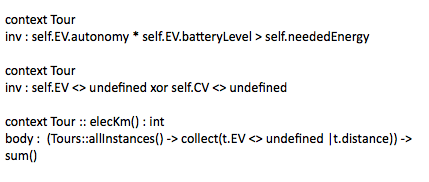 context Tour
inv : self.EV.autonomy * self.EV.batteryLevel > self.neededEnergy
context Tour
inv : self.EV <> undefined xor self.CV <> undefined
context Tour :: elecKm() : int
body :  (Tours::allInstances() -> collect(t.EV <> undefined |t.distance)) ->
sum()